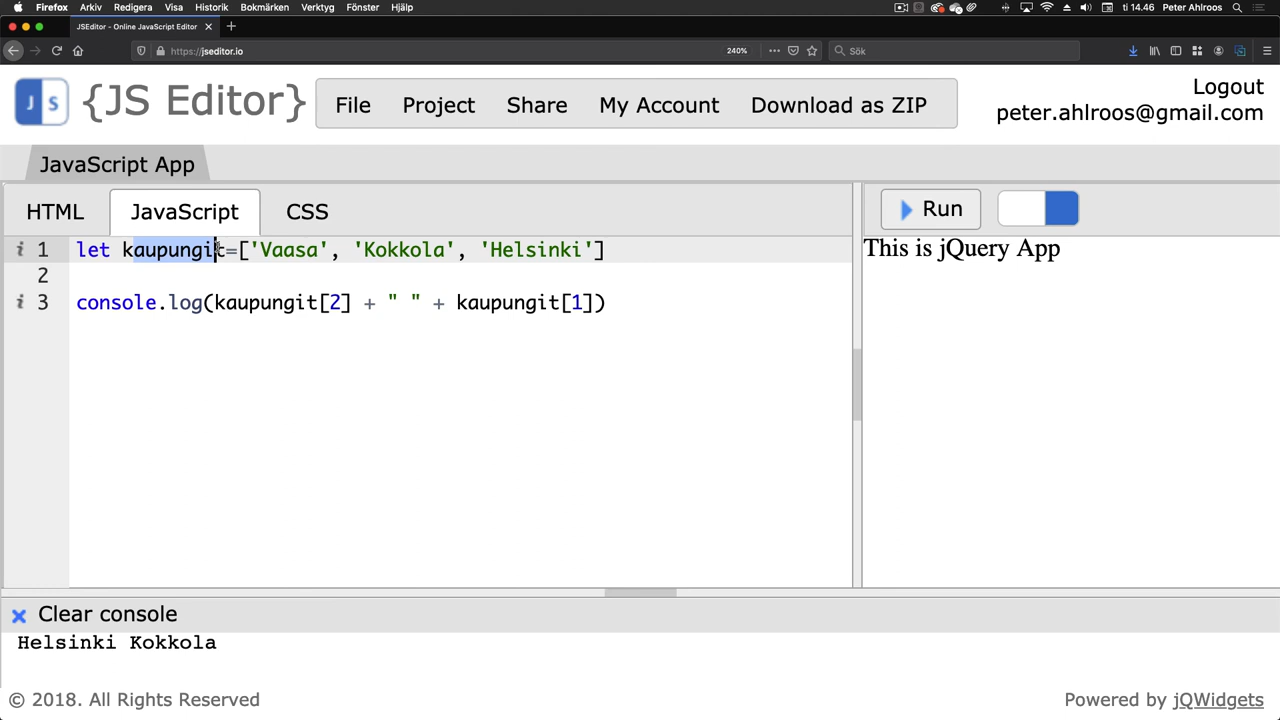 Firefox Arkiv Redigera Visa Historik Bokmärken Verktyg Fönster Hjälp ti 14.46 Peter Ahlroos
JSEditor - Online JavaScript Editor
https://jseditor.io 240% Sök
JS {JS Editor} File Project Share My Account Download as ZIP Logout
peter.ahlroos@gmail.com
JavaScript App
HTML JavaScript CSS Run
1 let kaupungit=['Vaasa', 'Kokkola', 'Helsinki'] This is jQuery App
2
3 console.log(kaupungit[2] + " " + kaupungit[1])
Clear console
Helsinki Kokkola
© 2018. All Rights Reserved Powered by jQWidgets